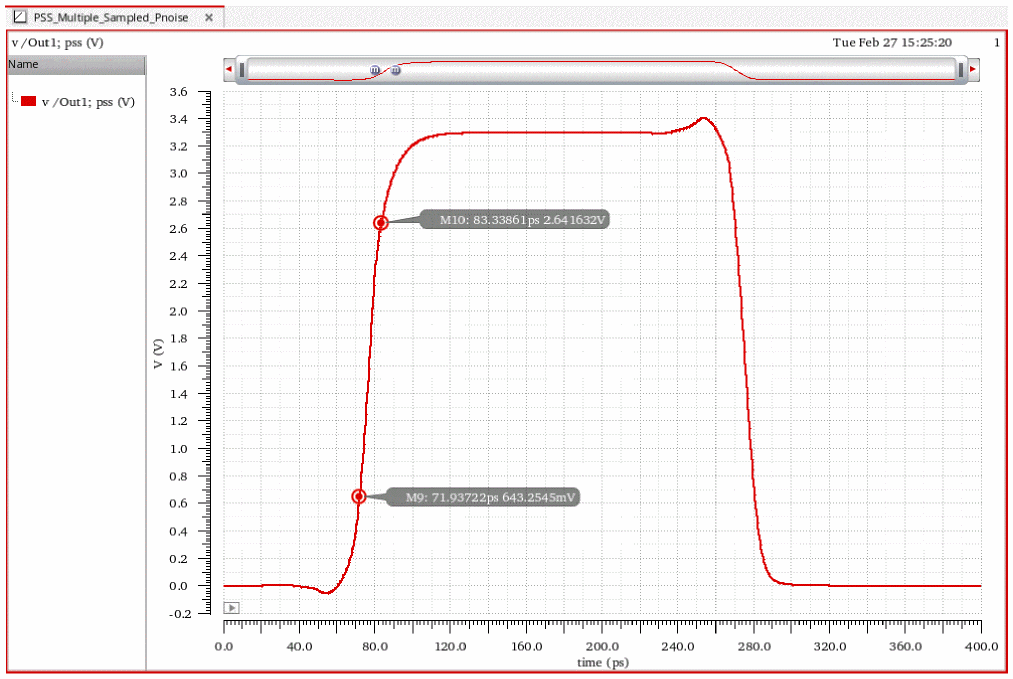 PSS_Multiple_Sampled_Pnoise ×
v /Out1; pss (V) Tue Feb 27 15:25:20 1
Name
v /Out1; pss (V)
m m
3.6
3.4
3.2
3.0
2.8
M10: 83.33861ps 2.641632V
2.6
2.4
2.2
2.0
1.8
V (V)
1.6
1.4
1.2
1.0
0.8
M9: 71.93722ps 643.2545mV
0.6
0.4
0.2
0.0
-0.2
0.0 40.0 80.0 120.0 160.0 200.0 240.0 280.0 320.0 360.0 400.0
time (ps)